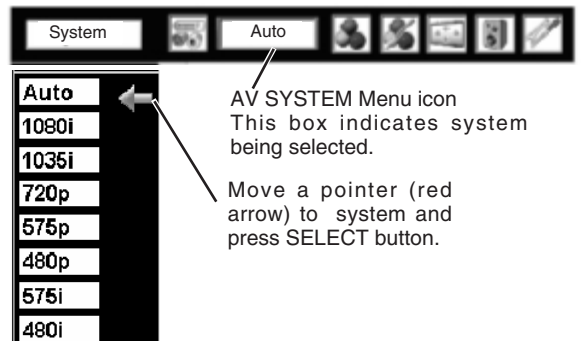 System
Auto
Auto
1080i
1035i
720p
575p
480p
575i
480i
AV SYSTEM Menu icon
This box indicates system
being selected.
Move a pointer (red
arrow) to system and
press SELECT button.